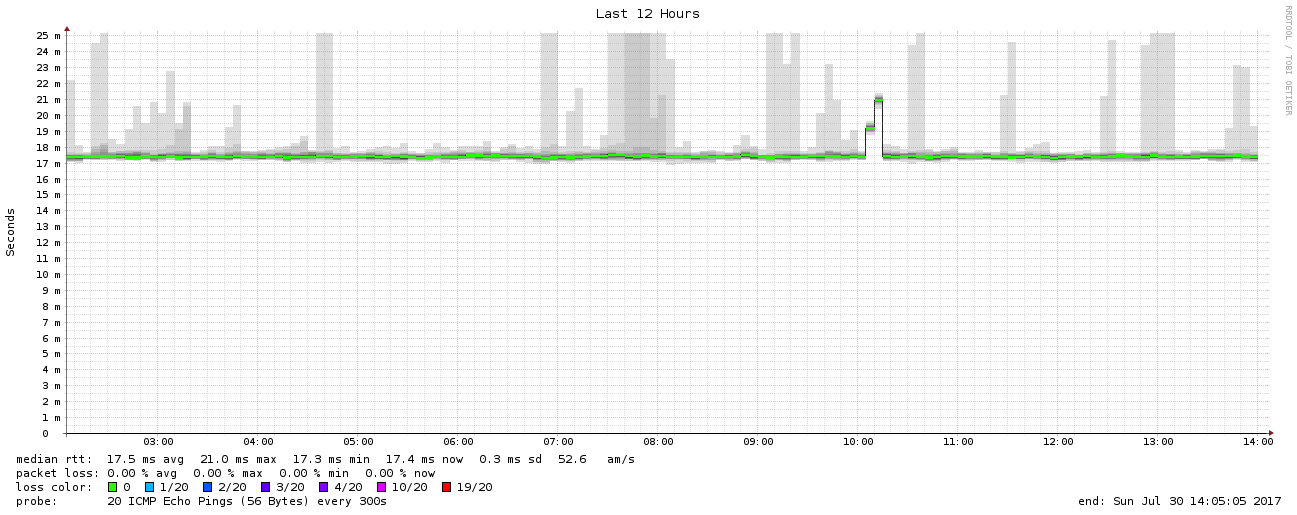 Last 12 Hours
RRDTOOL / TOBI OETIKER
Seconds
25 m
24 m
23 m
22 m
21 m
20 m
19 m
18 m
17 m
16 m
15 m
14 m
13 m
12 m
11 m
10 m
9 m
8 m
7 m
6 m
5 m
4 m
3 m
2 m
1 m
0
03:00 04:00 05:00 06:00 07:00 08:00 09:00 10:00 11:00 12:00 13:00 14:00
median rtt: 17.5 ms avg 21.0 ms max 17.3 ms min 17.4 ms now 0.3 ms sd 52.6 am/s
packet loss: 0.00 % avg 0.00 % max 0.00 % min 0.00 % now
loss color: 0 1/20 2/20 3/20 4/20 10/20 19/20
probe: 20 ICMP Echo Pings (56 Bytes) every 300s end: Sun Jul 30 14:05:05 2017